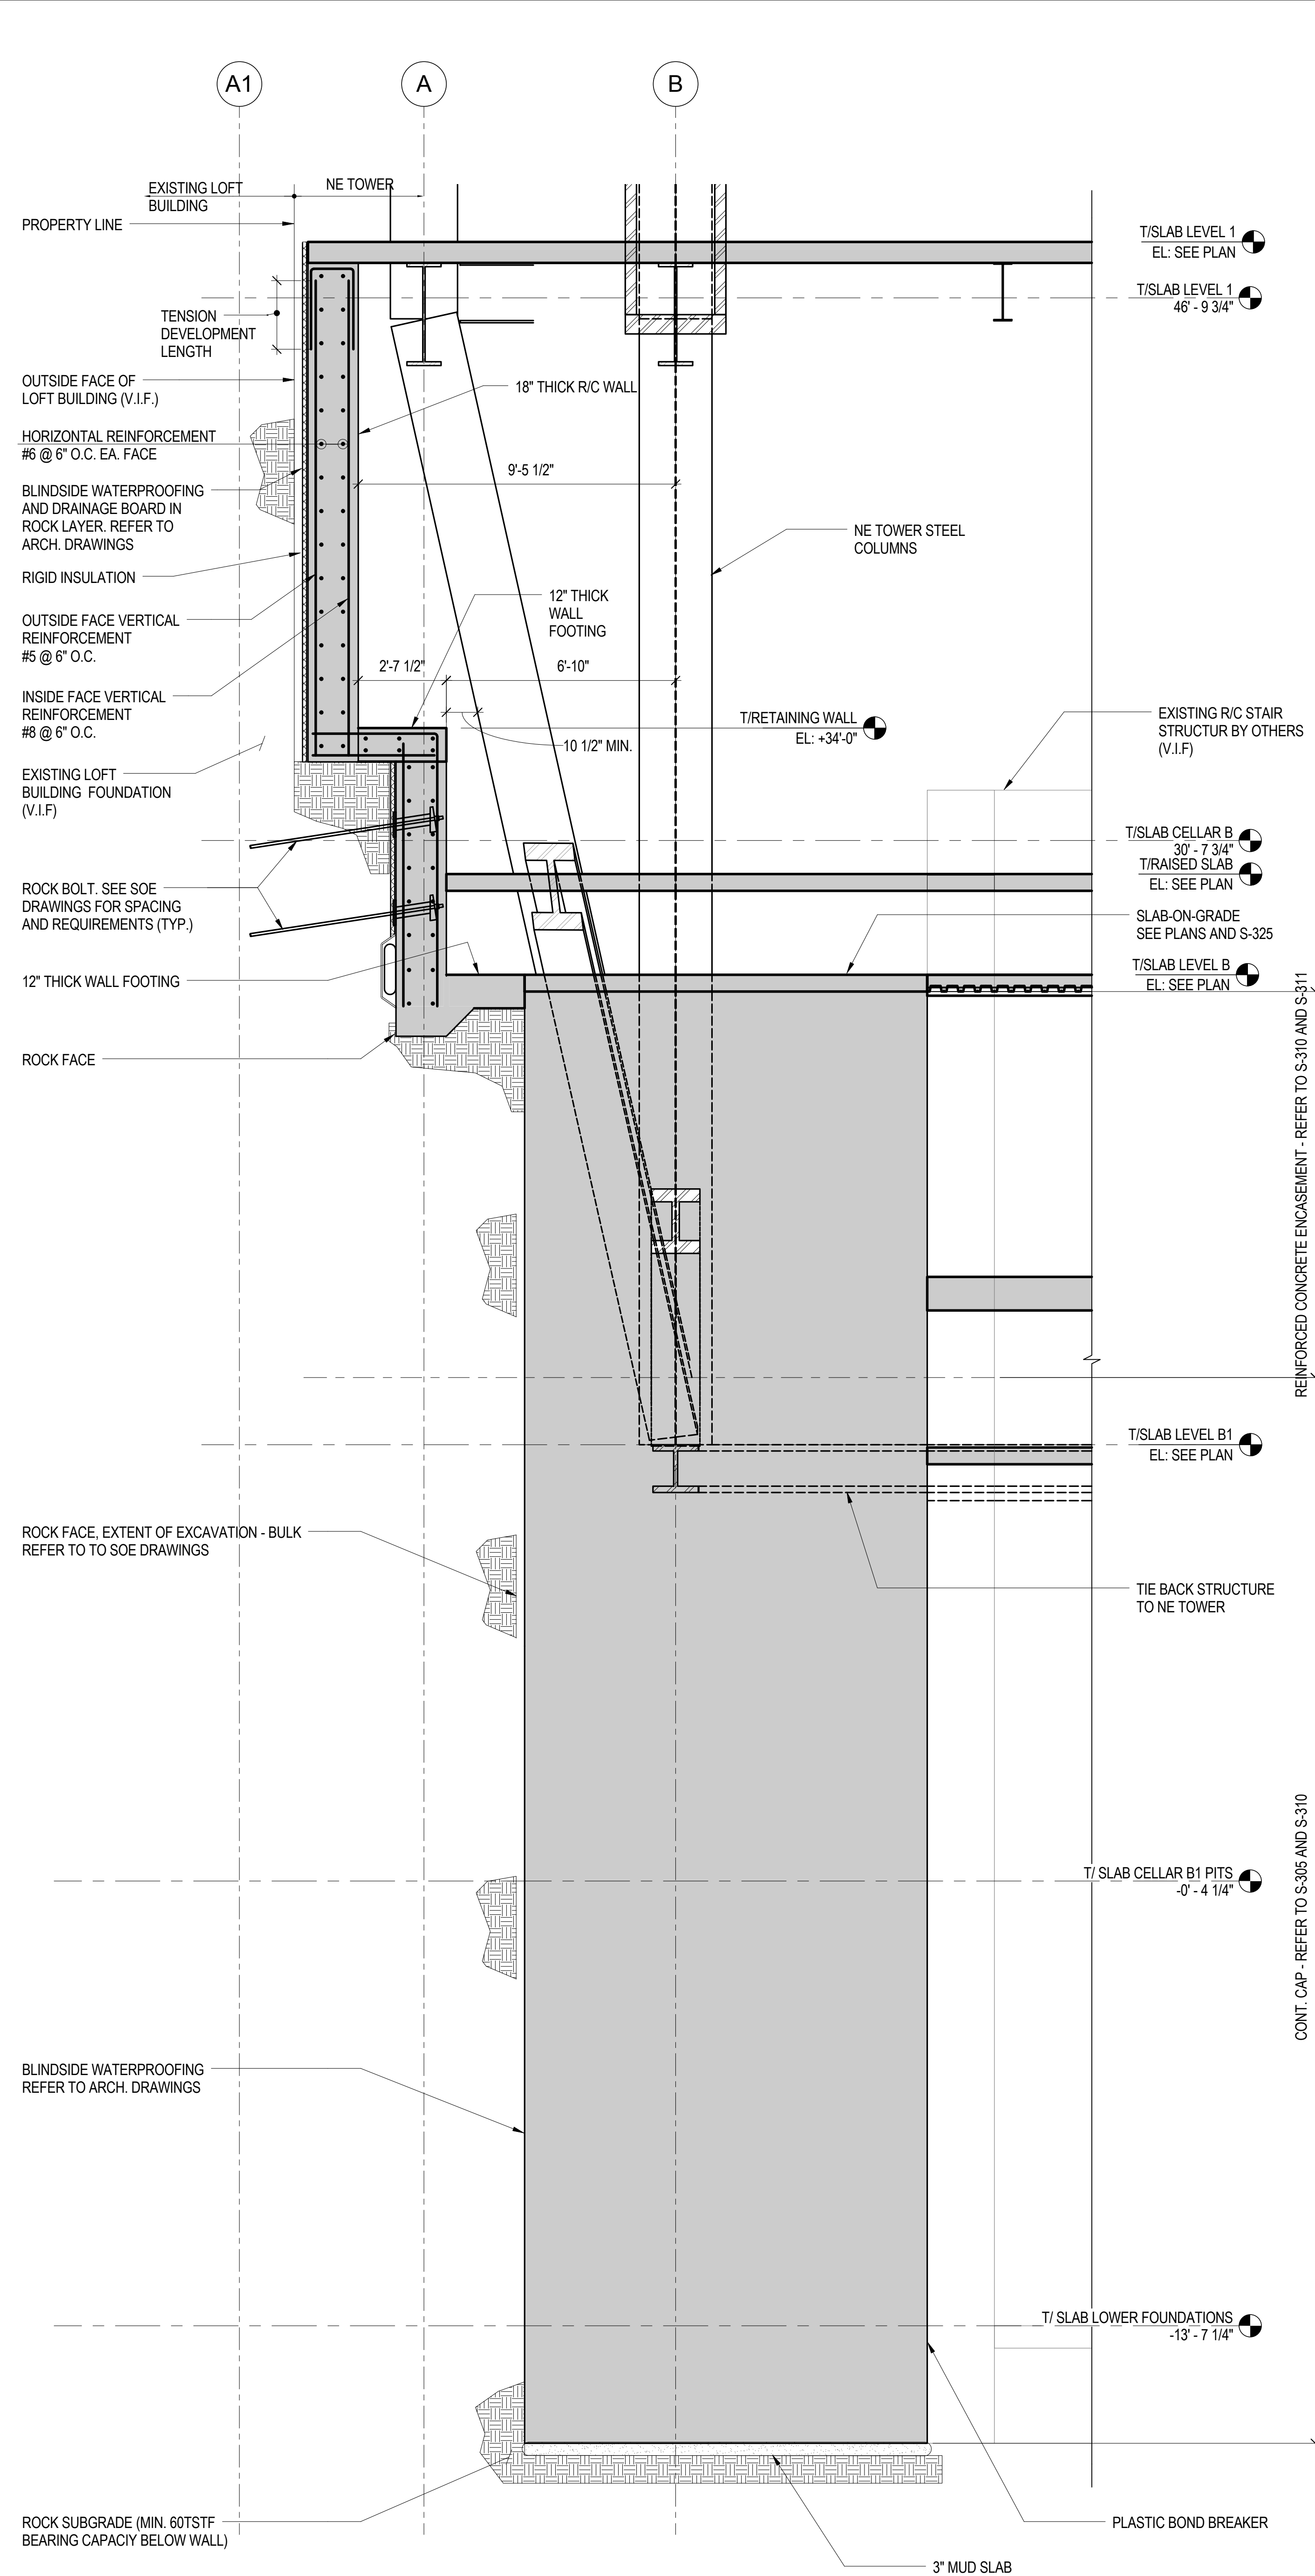 A1
A
B
EXISTING LOFT
BUILDING
NE TOWER
PROPERTY LINE
T/SLAB LEVEL 1
EL: SEE PLAN
T/SLAB LEVEL 1
46' - 9 3/4"
TENSION
DEVELOPMENT
LENGTH
OUTSIDE FACE OF
LOFT BUILDING (V.I.F.)
18" THICK R/C WALL
HORIZONTAL REINFORCEMENT
#6 @ 6" O.C. EA. FACE
9'-5 1/2"
BLINDSIDE WATERPROOFING
AND DRAINAGE BOARD IN
ROCK LAYER. REFER TO
ARCH. DRAWINGS
NE TOWER STEEL
COLUMNS
RIGID INSULATION
12" THICK
WALL
FOOTING
OUTSIDE FACE VERTICAL
REINFORCEMENT
#5 @ 6" O.C.
2'-7 1/2"
6'-10"
INSIDE FACE VERTICAL
REINFORCEMENT
#8 @ 6" O.C.
T/RETAINING WALL
EL: +34'-0"
10 1/2" MIN.
EXISTING R/C STAIR
STRUCTUR BY OTHERS
(V.I.F)
EXISTING LOFT
BUILDING FOUNDATION
(V.I.F)
T/SLAB CELLAR B
30' - 7 3/4"
T/RAISED SLAB
EL: SEE PLAN
ROCK BOLT. SEE SOE
DRAWINGS FOR SPACING
AND REQUIREMENTS (TYP.)
SLAB-ON-GRADE
SEE PLANS AND S-325
12" THICK WALL FOOTING
T/SLAB LEVEL B
EL: SEE PLAN
ROCK FACE
REINFORCED CONCRETE ENCASEMENT - REFER TO S-310 AND S-311
T/SLAB LEVEL B1
EL: SEE PLAN
ROCK FACE, EXTENT OF EXCAVATION - BULK
REFER TO TO SOE DRAWINGS
TIE BACK STRUCTURE
TO NE TOWER
T/ SLAB CELLAR B1 PITS
-0' - 4 1/4"
CONT. CAP - REFER TO S-305 AND S-310
BLINDSIDE WATERPROOFING
REFER TO ARCH. DRAWINGS
T/ SLAB LOWER FOUNDATIONS
-13' - 7 1/4"
ROCK SUBGRADE (MIN. 60TSTF
BEARING CAPACIY BELOW WALL)
PLASTIC BOND BREAKER
3" MUD SLAB